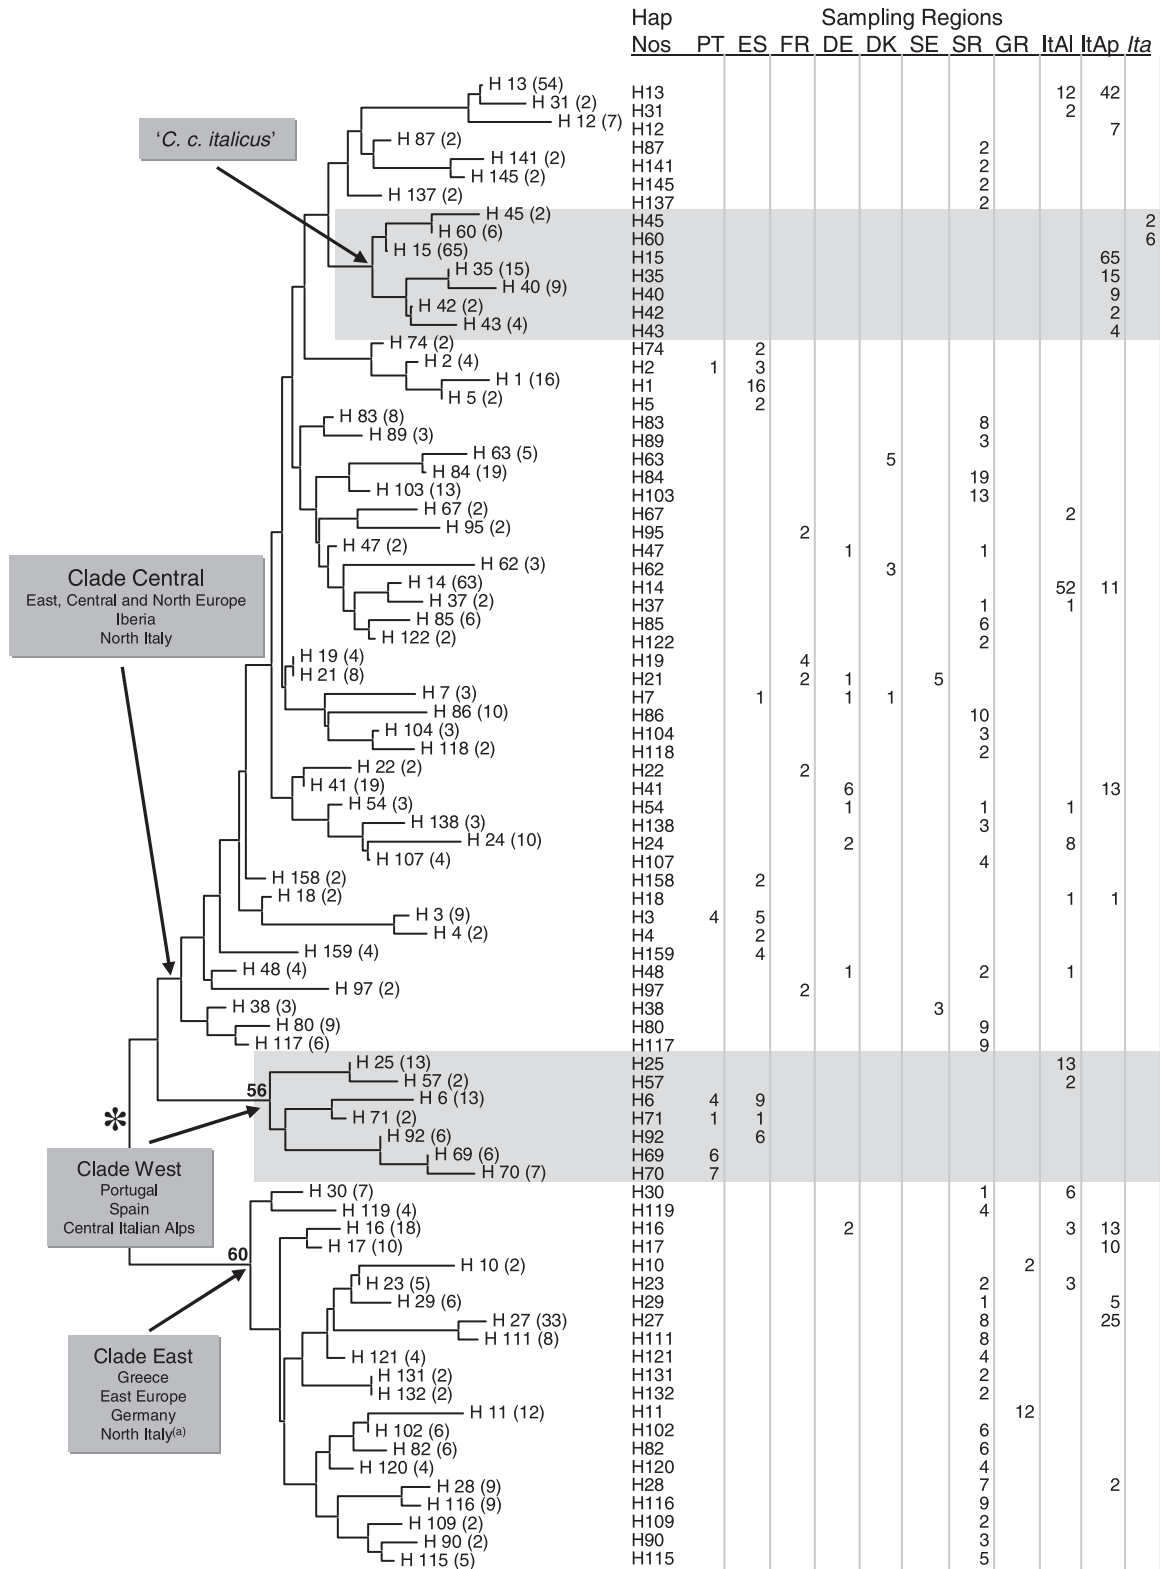 Hap Sampling Regions
Nos PT ES FR DE DK SE SR GR ItAl ItAp Ita
H 13 (54) H13 12 42
H 31 (2) H31 2
H 12 (7) H12 7
'C. c. italicus'
H 87 (2) H87 2
H 141 (2) H141 2
H 145 (2) H145 2
H 137 (2) H137 2
H 45 (2) H45 2
H 60 (6) H60 6
H 15 (65) H15 65
H 35 (15) H35 15
H 40 (9) H40 9
H 42 (2) H42 2
H 43 (4) H43 4
H 74 (2) H74 2
H 2 (4) H2 1 3
H 1 (16) H1 16
H 5 (2) H5 2
H 83 (8) H83 8
H 89 (3) H89 3
H 63 (5) H63 5
H 84 (19) H84 19
H 103 (13) H103 13
H 67 (2) H67 2
H 95 (2) H95 2
H 47 (2) H47 1 1
H 62 (3) H62 3
H 14 (63) H14 52 11
H 37 (2) H37 1 1
H 85 (6) H85 6
H 122 (2) H122 2
Clade Central
East, Central and North Europe
Iberia
North Italy
H 19 (4) H19 4
H 21 (8) H21 2 1 5
H 7 (3) H7 1 1 1
H 86 (10) H86 10
H 104 (3) H104 3
H 118 (2) H118 2
H 22 (2) H22 2
H 41 (19) H41 6 13
H 54 (3) H54 1 1 1
H 138 (3) H138 3
H 24 (10) H24 2 8
H 107 (4) H107 4
H 158 (2) H158 2
H 18 (2) H18 1 1
H 3 (9) H3 4 5
H 4 (2) H4 2
H 159 (4) H159 4
H 48 (4) H48 1 2 1
H 97 (2) H97 2
H 38 (3) H38 3
H 80 (9) H80 9
H 117 (6) H117 9
H 25 (13) H25 13
H 57 (2) H57 2
56
H 6 (13) H6 4 9
H 71 (2) H71 1 1
*
H 92 (6) H92 6
H 69 (6) H69 6
H 70 (7) H70 7
Clade West
Portugal
Spain
Central Italian Alps
H 30 (7) H30 1 6
H 119 (4) H119 4
H 16 (18) H16 2 3 13
H 17 (10) H17 10
60
H 10 (2) H10 2
H 23 (5) H23 2 3
H 29 (6) H29 1 5
H 27 (33) H27 8 25
H 111 (8) H111 8
H 121 (4) H121 4
H 131 (2) H131 2
H 132 (2) H132 2
Clade East
Greece
East Europe
Germany
North Italy(a)
H 11 (12) H11 12
H 102 (6) H102 6
H 82 (6) H82 6
H 120 (4) H120 4
H 28 (9) H28 7 2
H 116 (9) H116 9
H 109 (2) H109 2
H 90 (2) H90 3
H 115 (5) H115 5